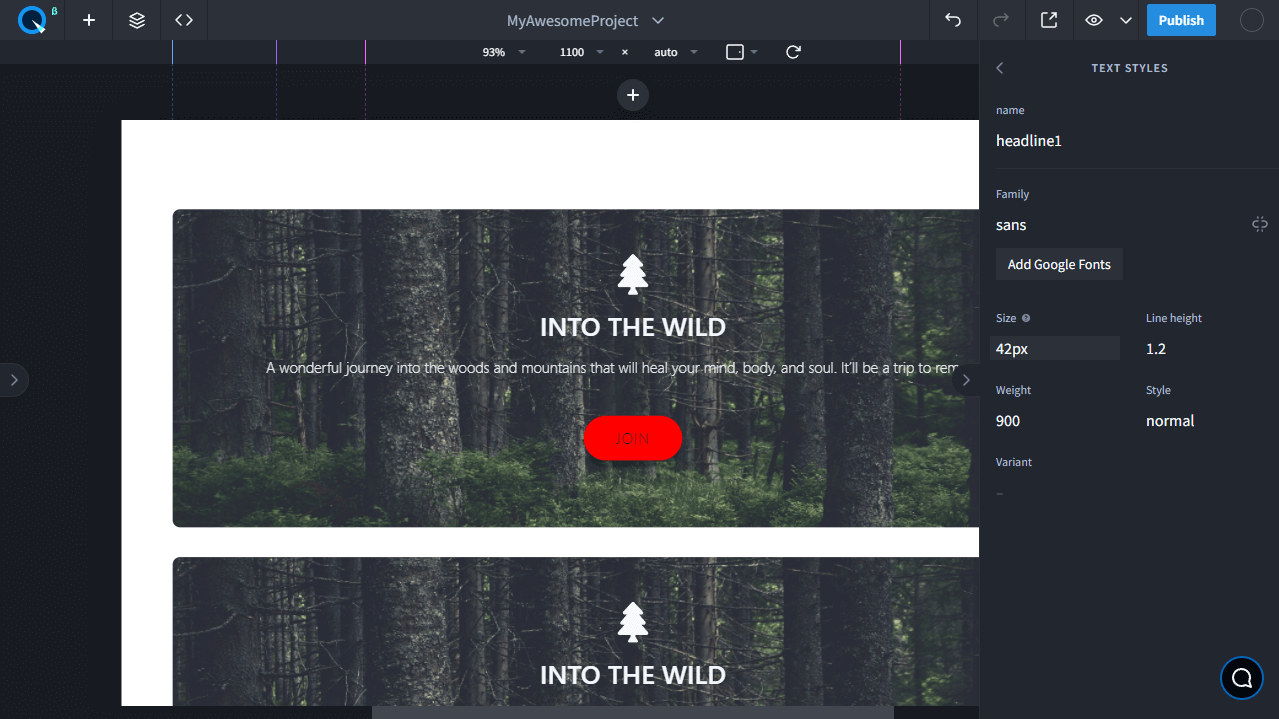 β
MyAwesomeProject
Publish
93%
1100
×
auto
TEXT STYLES
name
headline1
Family
sans
Add Google Fonts
Size
Line height
42px
1.2
Weight
Style
900
normal
Variant
–
INTO THE WILD
A wonderful journey into the woods and mountains that will heal your mind, body, and soul. It'll be a trip to rem
JOIN
INTO THE WILD